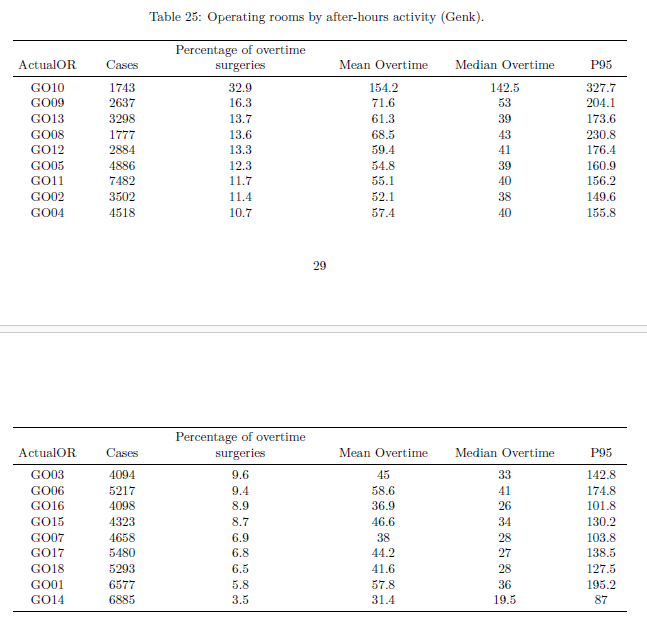 Table 25: Operating rooms by after-hours activity (Genk).
Percentage of overtime
ActualOR Cases surgeries Mean Overtime Median Overtime P95
GO10 1743 32.9 154.2 142.5 327.7
GO09 2637 16.3 71.6 53 204.1
GO13 3298 13.7 61.3 39 173.6
GO08 1777 13.6 68.5 43 230.8
GO12 2884 13.3 59.4 41 176.4
GO05 4886 12.3 54.8 39 160.9
GO11 7482 11.7 55.1 40 156.2
GO02 3502 11.4 52.1 38 149.6
GO04 4518 10.7 57.4 40 155.8
29
Percentage of overtime
ActualOR Cases surgeries Mean Overtime Median Overtime P95
GO03 4094 9.6 45 33 142.8
GO06 5217 9.4 58.6 41 174.8
GO16 4098 8.9 36.9 26 101.8
GO15 4323 8.7 46.6 34 130.2
GO07 4658 6.9 38 28 103.8
GO17 5480 6.8 44.2 27 138.5
GO18 5293 6.5 41.6 28 127.5
GO01 6577 5.8 57.8 36 195.2
GO14 6885 3.5 31.4 19.5 87